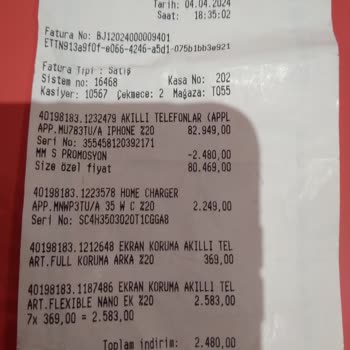 Tarih: 04.04.2024
Saat: 18:35:02
Fatura No: BJ12024000009401
ETTN913a9f0f-e066-4246-a5d1-075b1bb3e921
Fatura Tipi : Satış
Sistem no: 16468 Kasa No: 202
Kasiyer: 10567 Çekmece: 2 Mağaza: T055
40198183.1232479 AKILLI TELEFONLAR (APPL
APP.MU783TU/A IPHONE %20 82.949,00
Seri No: 355458120392171
MM S PROMOSYON -2.480,00
Size özel fiyat 80.469,00
40198183.1223578 HOME CHARGER
APP.MNWP3TU/A 35 W C %20 2.249,00
Seri No: SC4H3503020T1CGGA8
40198183.1212648 EKRAN KORUMA AKILLI TEL
ART.FULL KORUMA ARKA %20 369,00
40198183.1187486 EKRAN KORUMA AKILLI TEL
ART.FLEXIBLE NANO EK %20 2.583,00
7x 369,00 = 2.583,00
Toplam indirim: 2.480,00